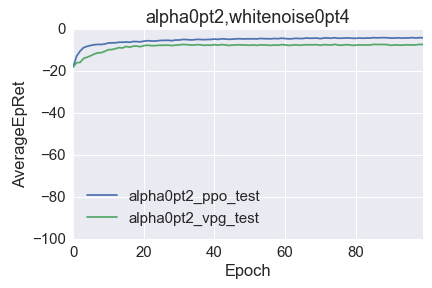 alpha0pt2,whitenoise0pt4
AverageEpRet
0
−20
−40
−60
−80
−100
alpha0pt2_ppo_test
alpha0pt2_vpg_test
0 20 40 60 80
Epoch